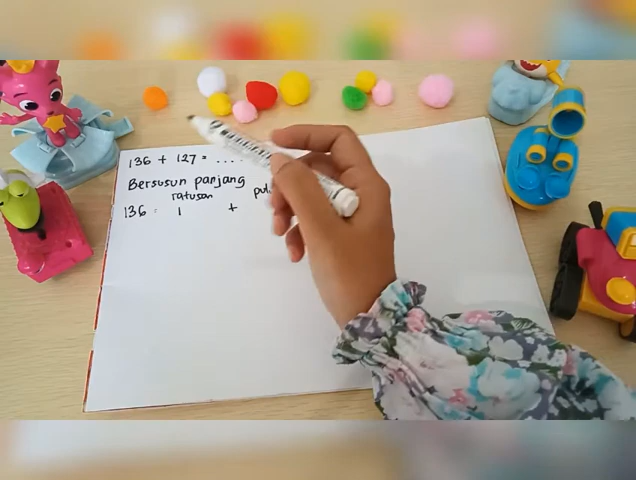 136 + 127 = ....
Bersusun panjang
ratusan
136 = 1 +